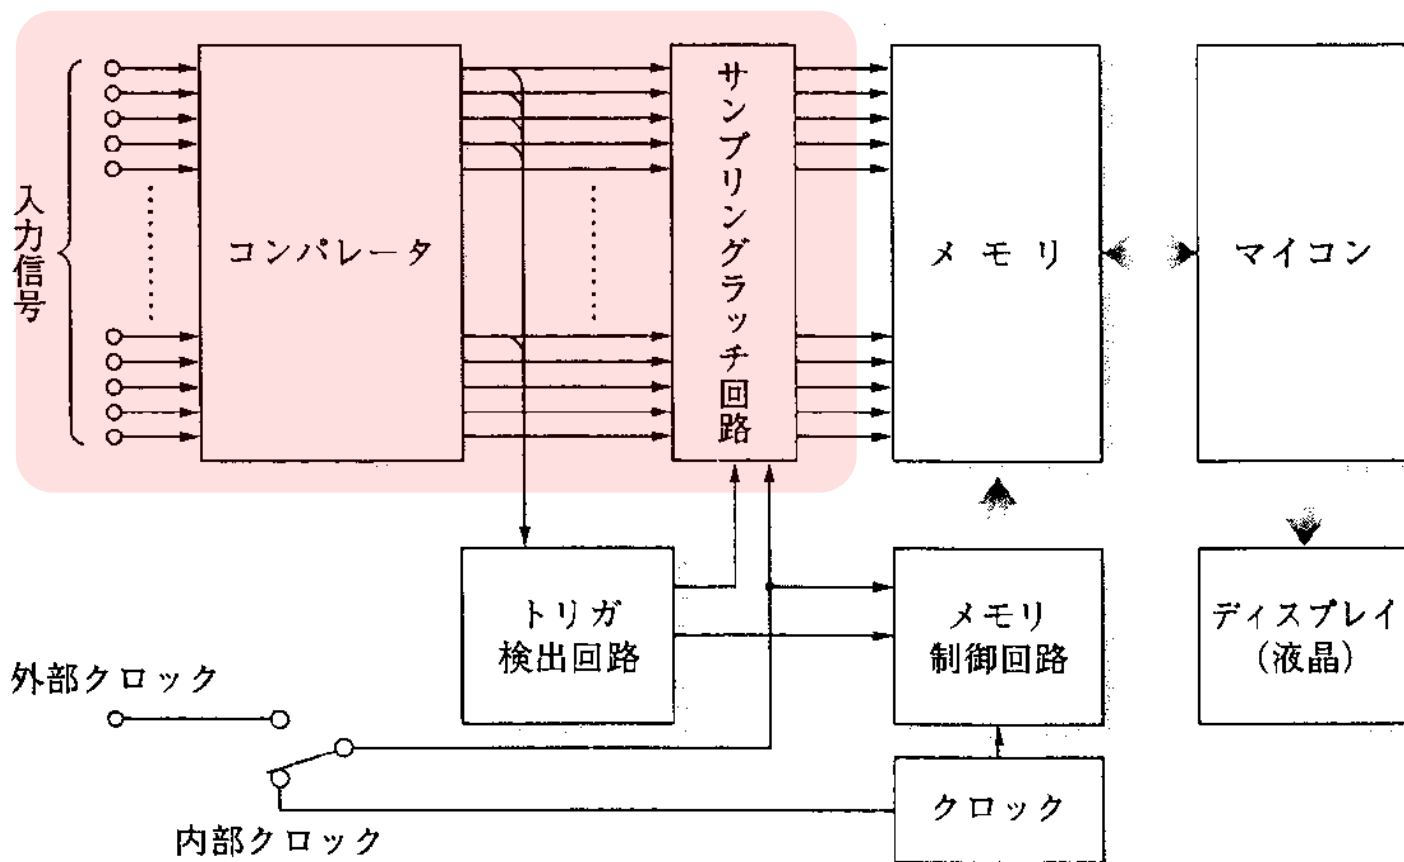 入力信号
コンパレータ
サンプリングラッチ回路
メモリ
マイコン
トリガ
検出回路
メモリ
制御回路
ディスプレイ
(液晶)
外部クロック
内部クロック
クロック